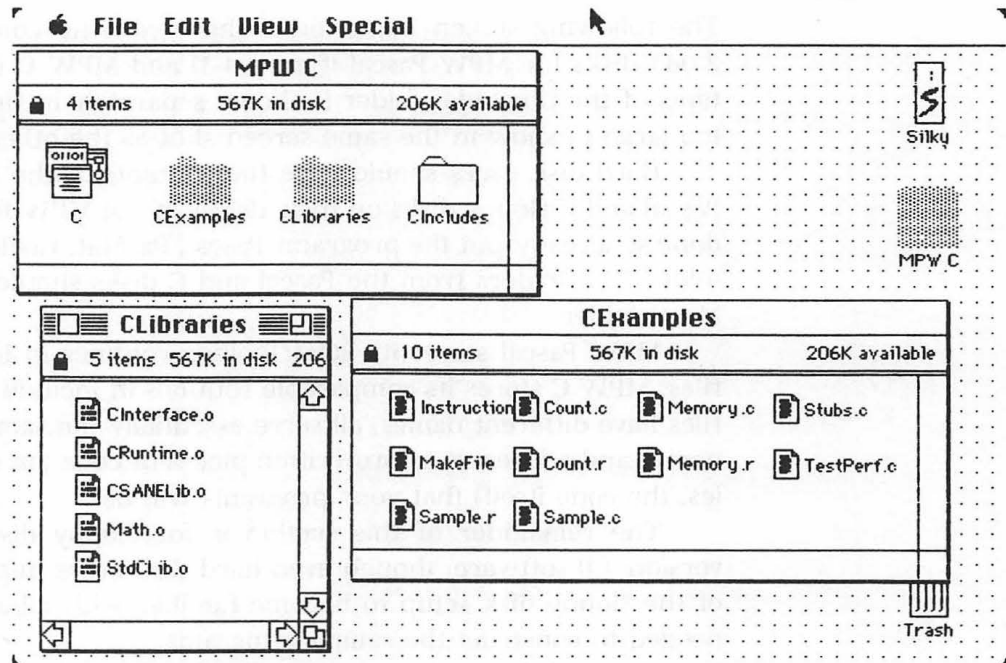 File Edit View Special
MPW C
4 items 567K in disk 206K available
C CExamples CLibraries CIncludes
Silky
MPW C
CLibraries
5 items 567K in disk 206
CInterface.o
CRuntime.o
CSANELib.o
Math.o
StdCLib.o
CExamples
10 items 567K in disk 206K available
Instruction Count.c Memory.c Stubs.c
MakeFile Count.r Memory.r TestPerf.c
Sample.r Sample.c
Trash